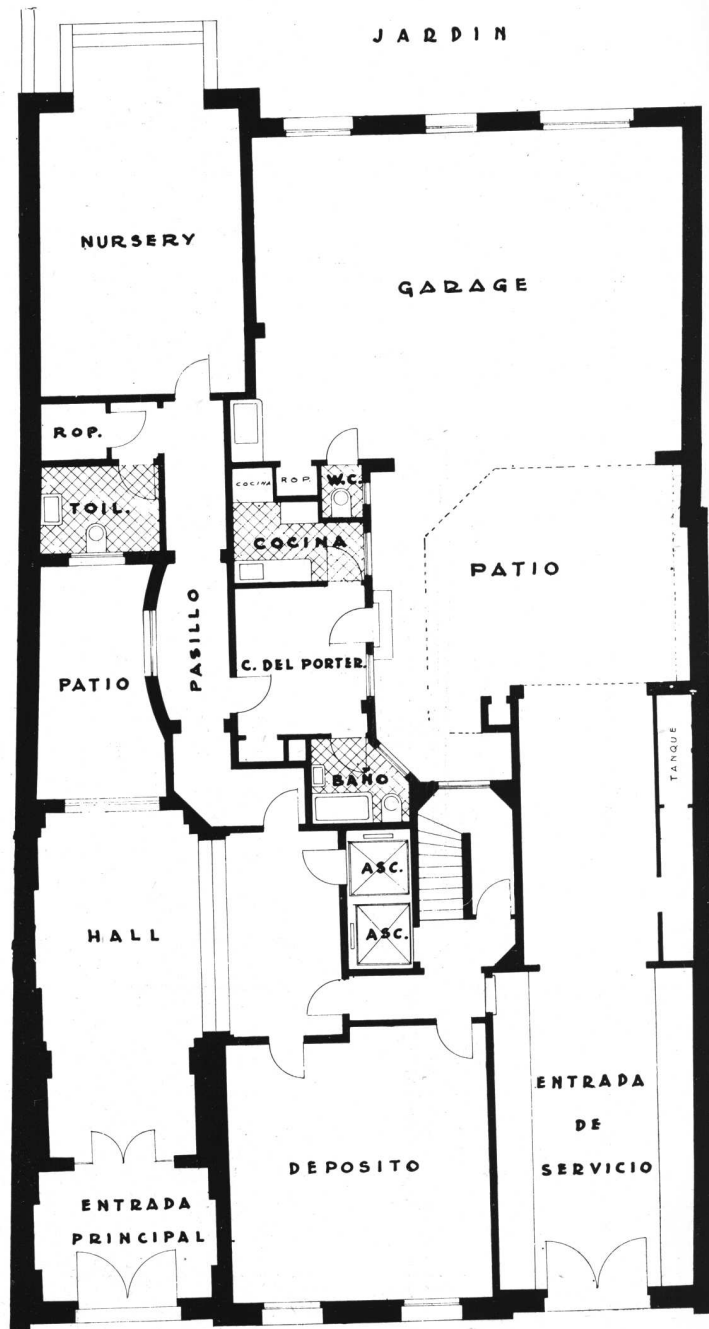 JARDIN
NURSERY
GARAGE
ROP.
TOIL.
COCINA
ROP.
W.C.
COCINA
PATIO
PASILLO
PATIO
C. DEL PORTER.
TANQUE
BAÑO
ASC.
HALL
ASC.
ENTRADA
DE
SERVICIO
DEPOSITO
ENTRADA
PRINCIPAL